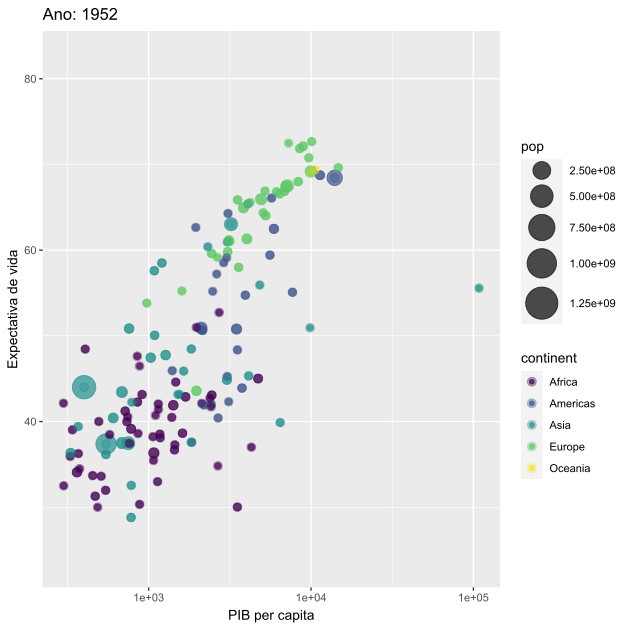 Ano: 1952
80
60
40
Expectativa de vida
1e+03
1e+04
1e+05
PIB per capita
pop
2.50e+08
5.00e+08
7.50e+08
1.00e+09
1.25e+09
continent
Africa
Americas
Asia
Europe
Oceania